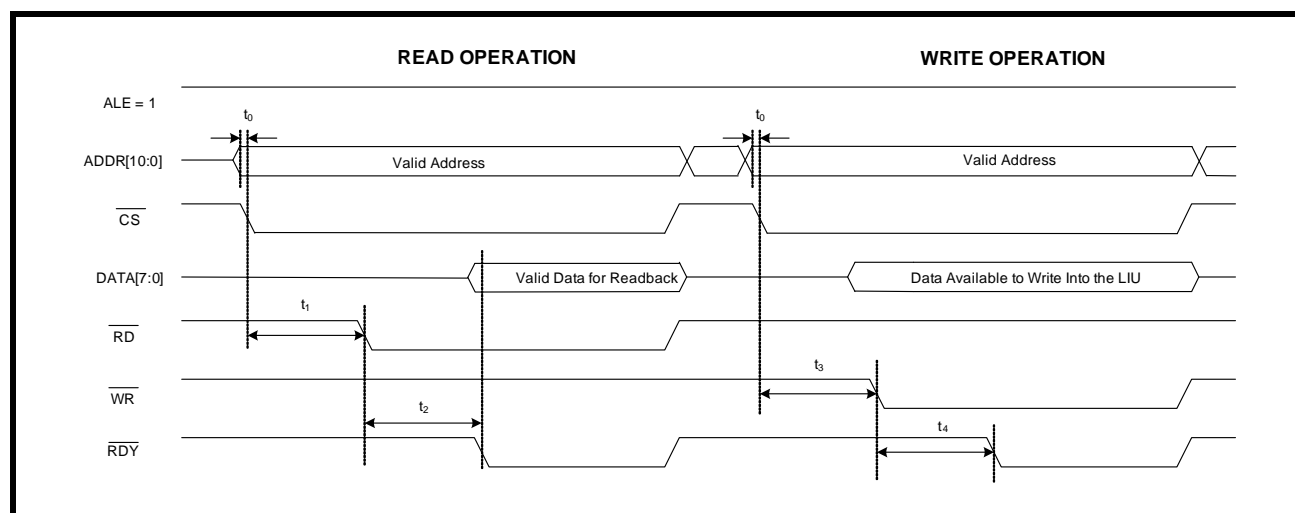 READ OPERATION
WRITE OPERATION
ALE = 1
t0
t0
ADDR[10:0]
Valid Address
Valid Address
CS
DATA[7:0]
Valid Data for Readback
Data Available to Write Into the LIU
t1
RD
t3
WR
t2
t4
RDY